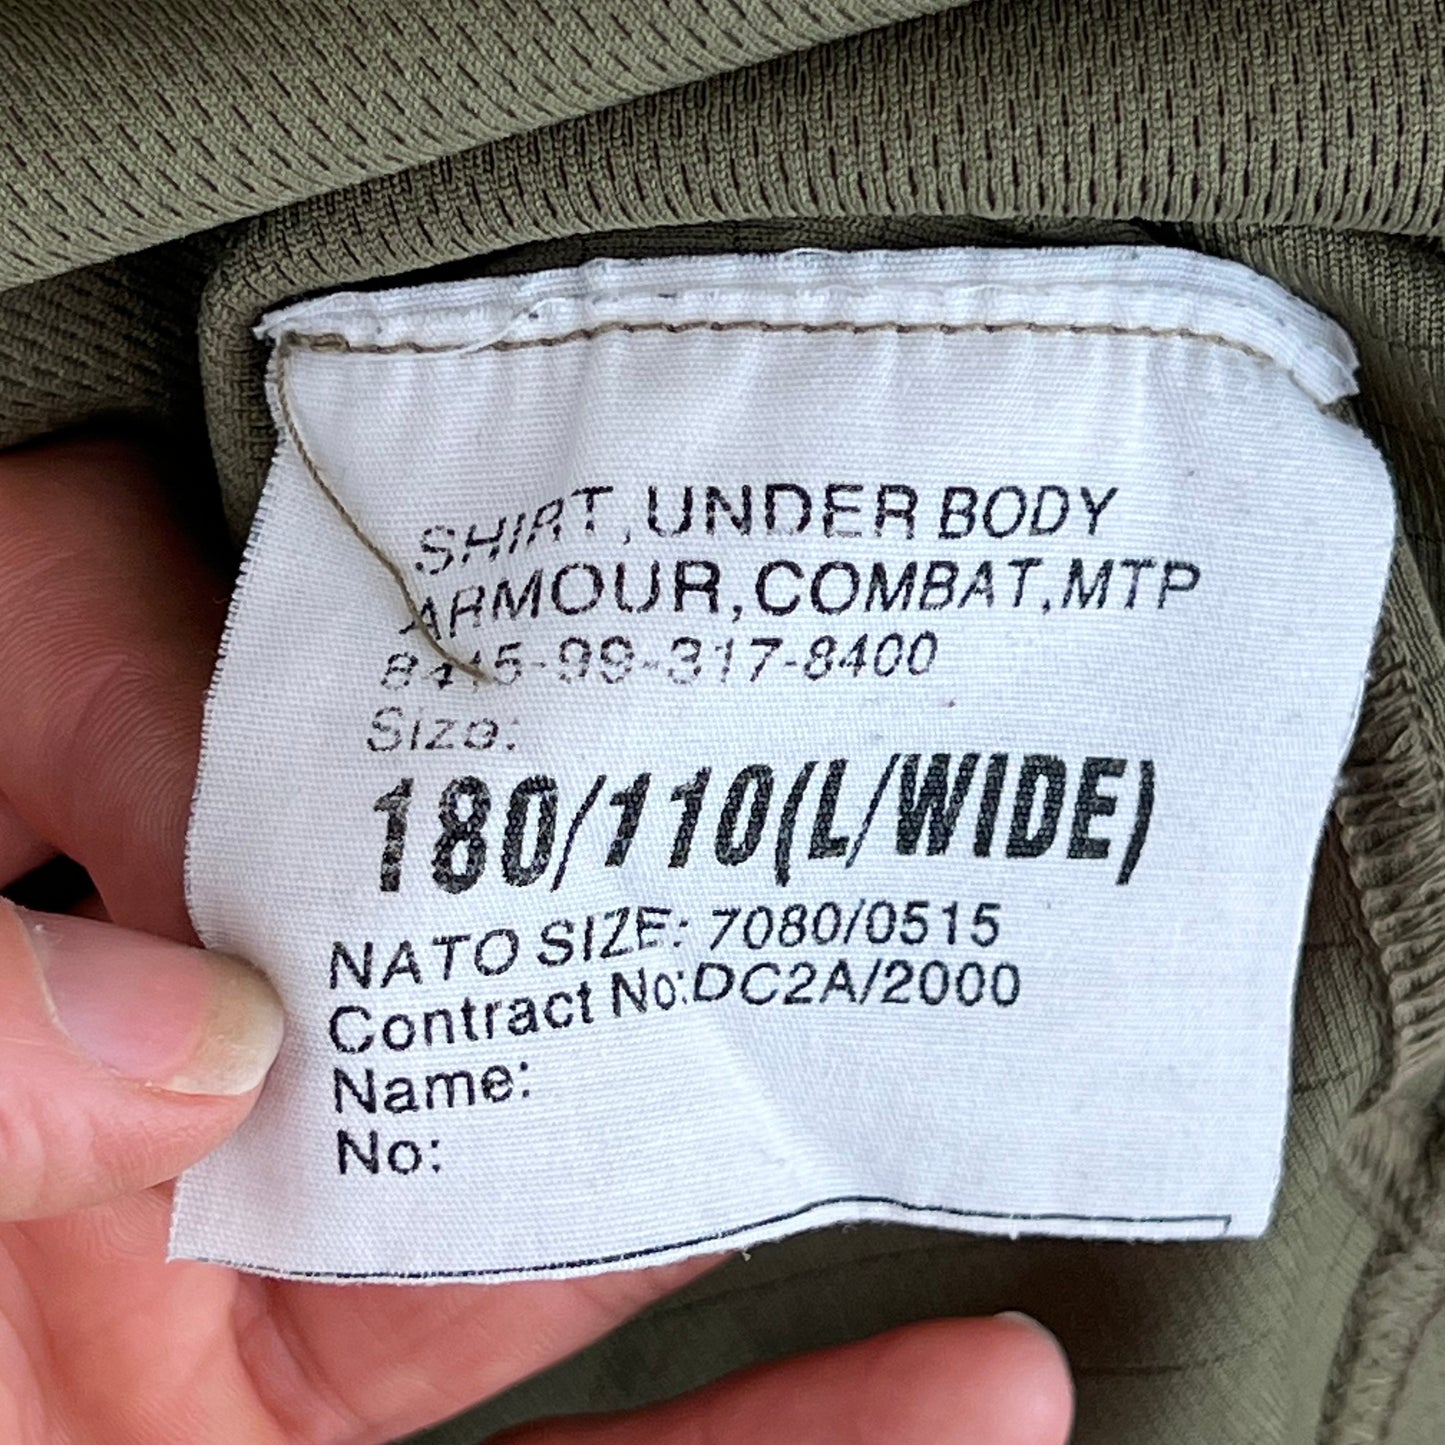 SHIRT,UNDER BODY
ARMOUR,COMBAT,MTP
8415-99-317-8400
Size:
180/110(L/WIDE)
NATO SIZE: 7080/0515
Contract No:DC2A/2000
Name:
No: